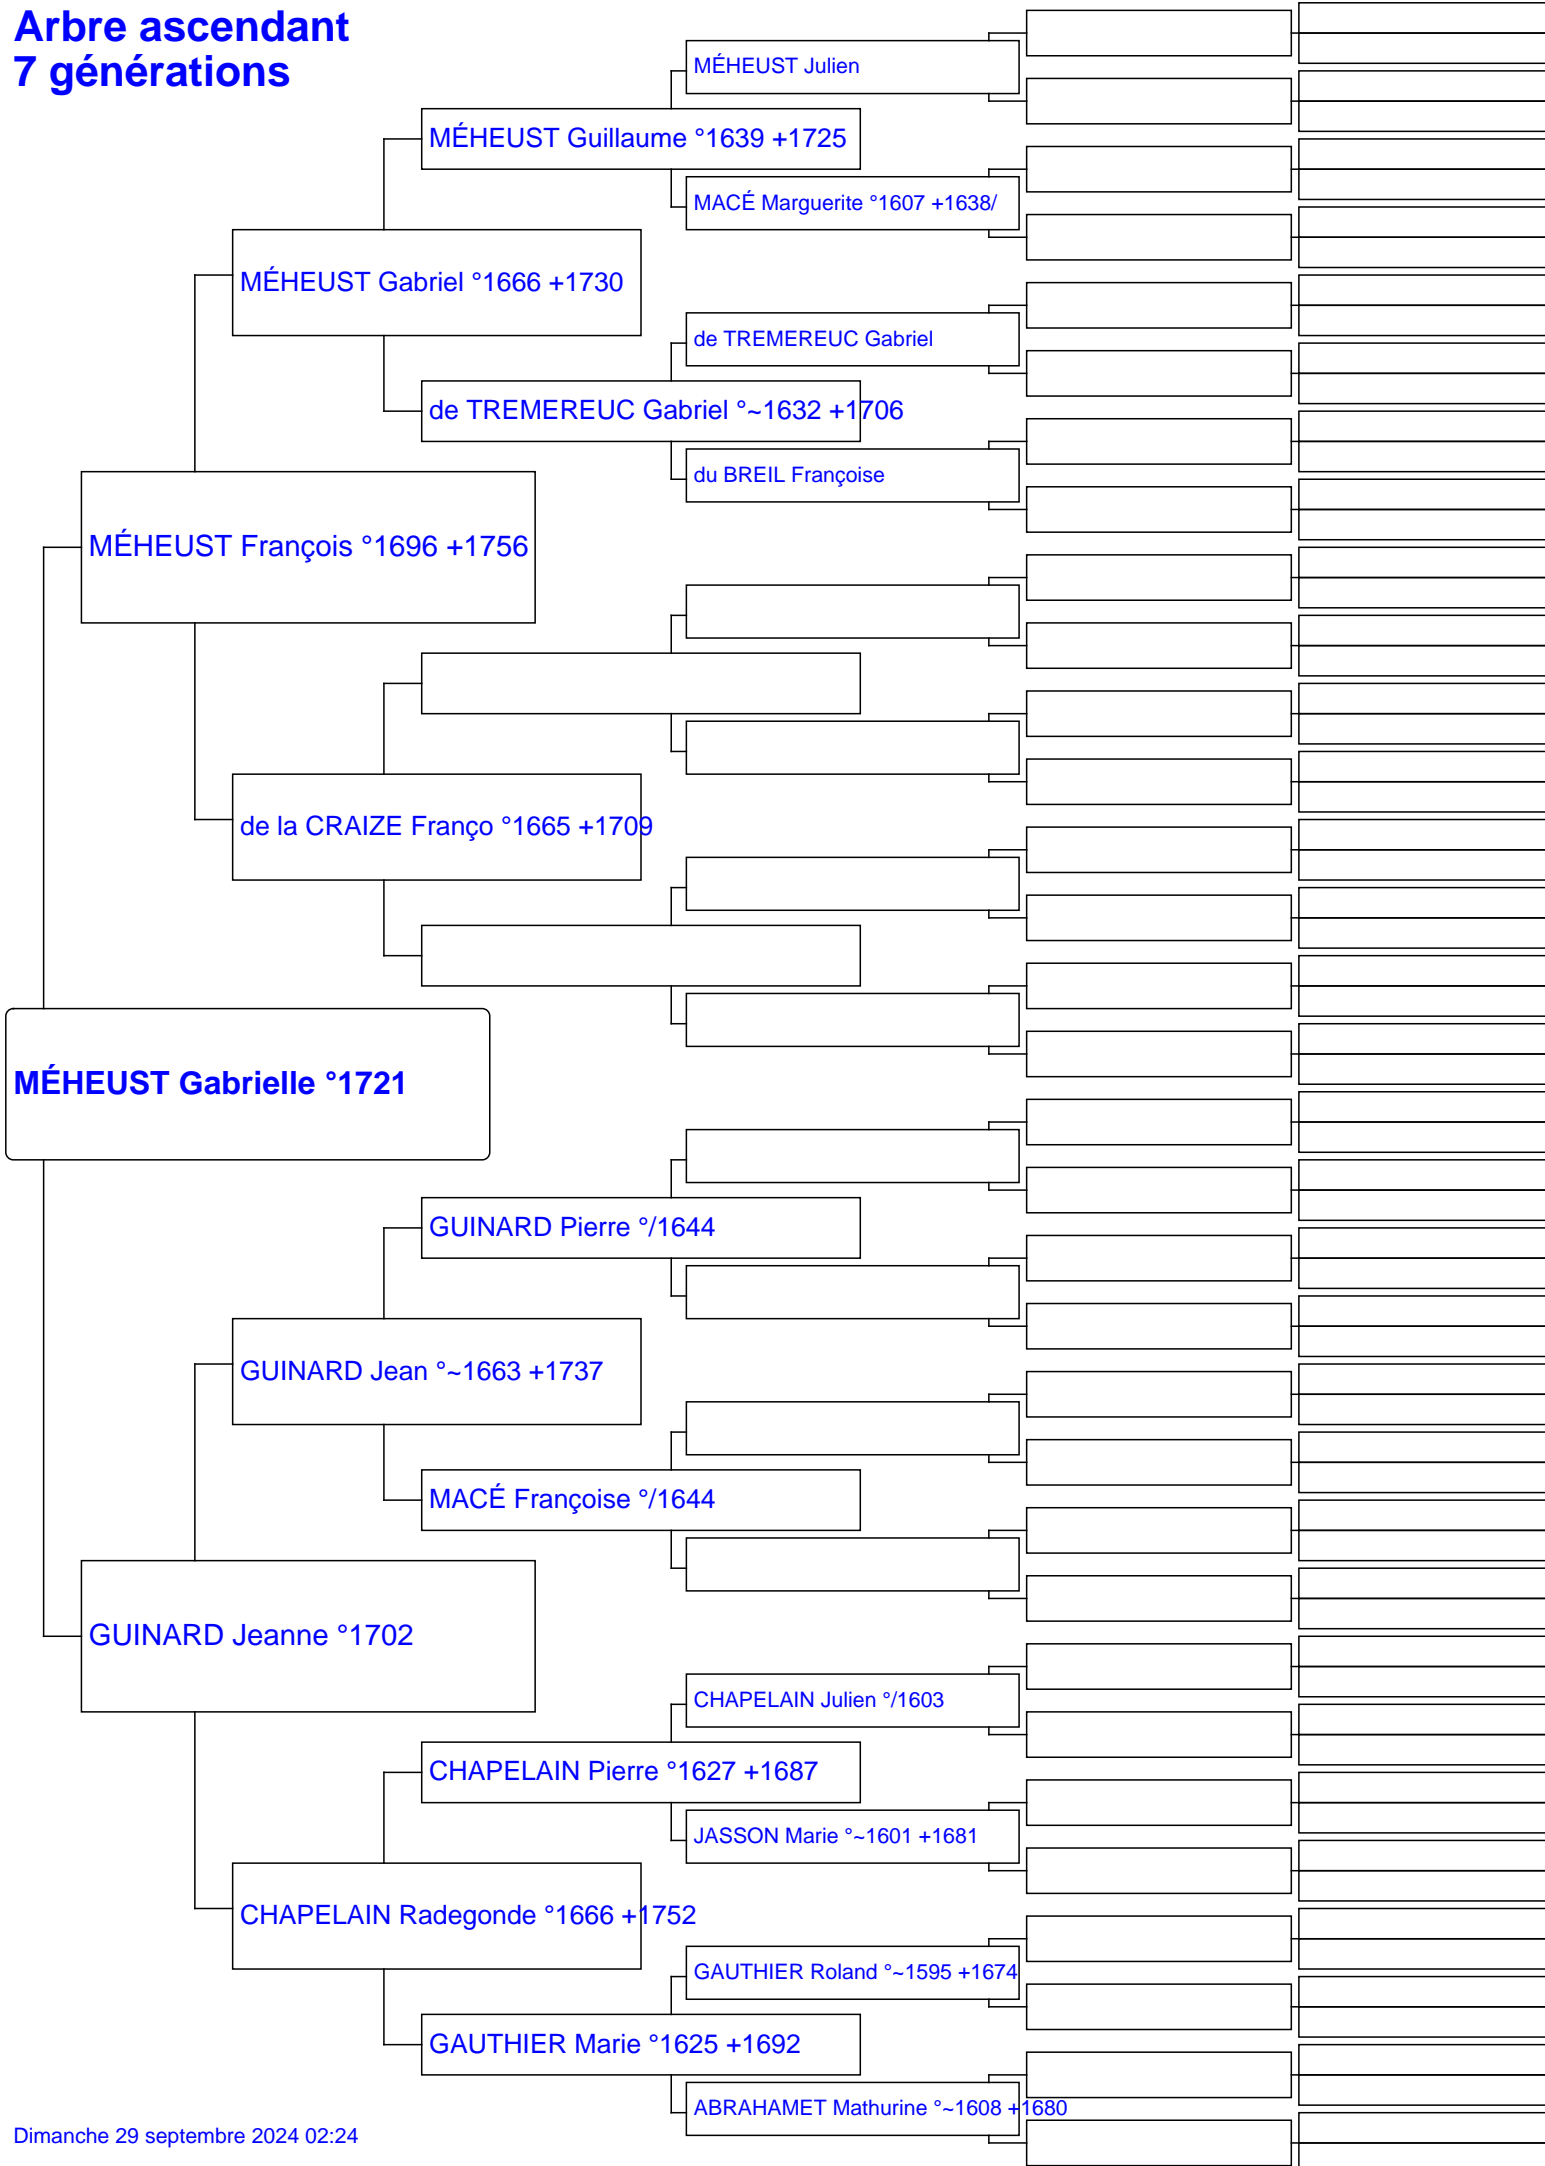 Arbre ascendant
7 générations
MÉHEUST Julien
MÉHEUST Guillaume °1639 +1725
MACÉ Marguerite °1607 +1638/
MÉHEUST Gabriel °1666 +1730
de TREMEREUC Gabriel
de TREMEREUC Gabriel °~1632 +1706
du BREIL Françoise
MÉHEUST François °1696 +1756
de la CRAIZE Franço °1665 +1709
MÉHEUST Gabrielle °1721
GUINARD Pierre °/1644
GUINARD Jean °~1663 +1737
MACÉ Françoise °/1644
GUINARD Jeanne °1702
CHAPELAIN Julien °/1603
CHAPELAIN Pierre °1627 +1687
JASSON Marie °~1601 +1681
CHAPELAIN Radegonde °1666 +1752
GAUTHIER Roland °~1595 +1674
GAUTHIER Marie °1625 +1692
ABRAHAMET Mathurine °~1608 +1680
Dimanche 29 septembre 2024 02:24